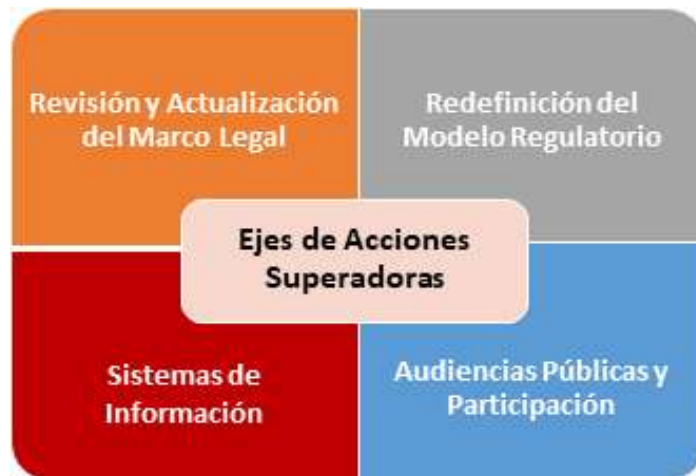 Revisión y Actualización
del Marco Legal
Redefinición del
Modelo Regulatorio
Ejes de Acciones
Superadoras
Sistemas de
Información
Audiencias Públicas y
Participación